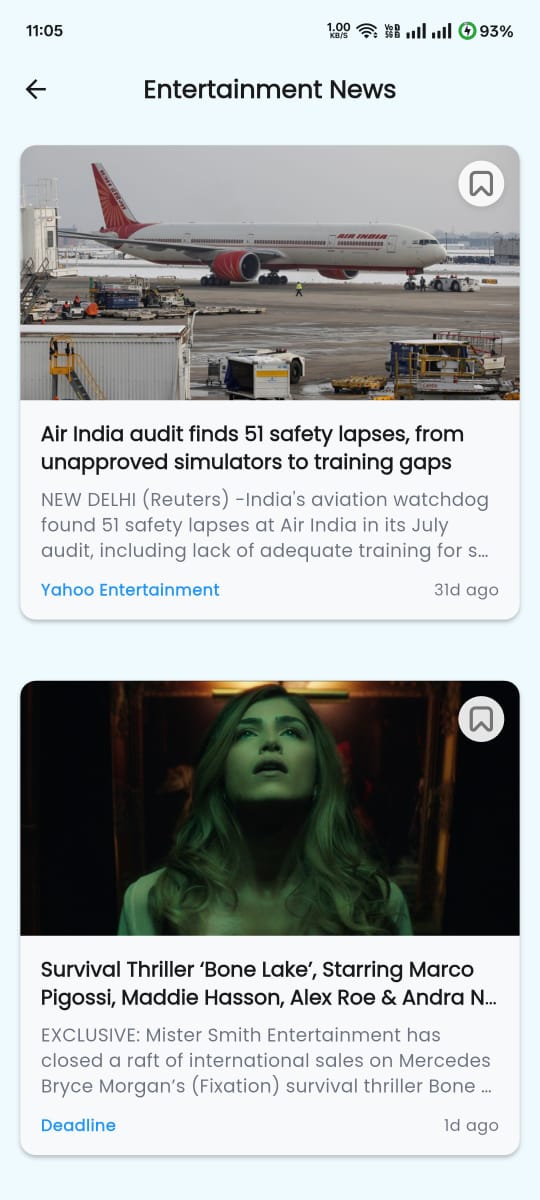 11:05
1.00
KB/S
93%
Entertainment News
AIR INDIA
Air India audit finds 51 safety lapses, from
unapproved simulators to training gaps
NEW DELHI (Reuters) -India's aviation watchdog
found 51 safety lapses at Air India in its July
audit, including lack of adequate training for s...
Yahoo Entertainment
31d ago
Survival Thriller ‘Bone Lake’, Starring Marco
Pigossi, Maddie Hasson, Alex Roe & Andra N...
EXCLUSIVE: Mister Smith Entertainment has
closed a raft of international sales on Mercedes
Bryce Morgan’s (Fixation) survival thriller Bone ...
Deadline
1d ago